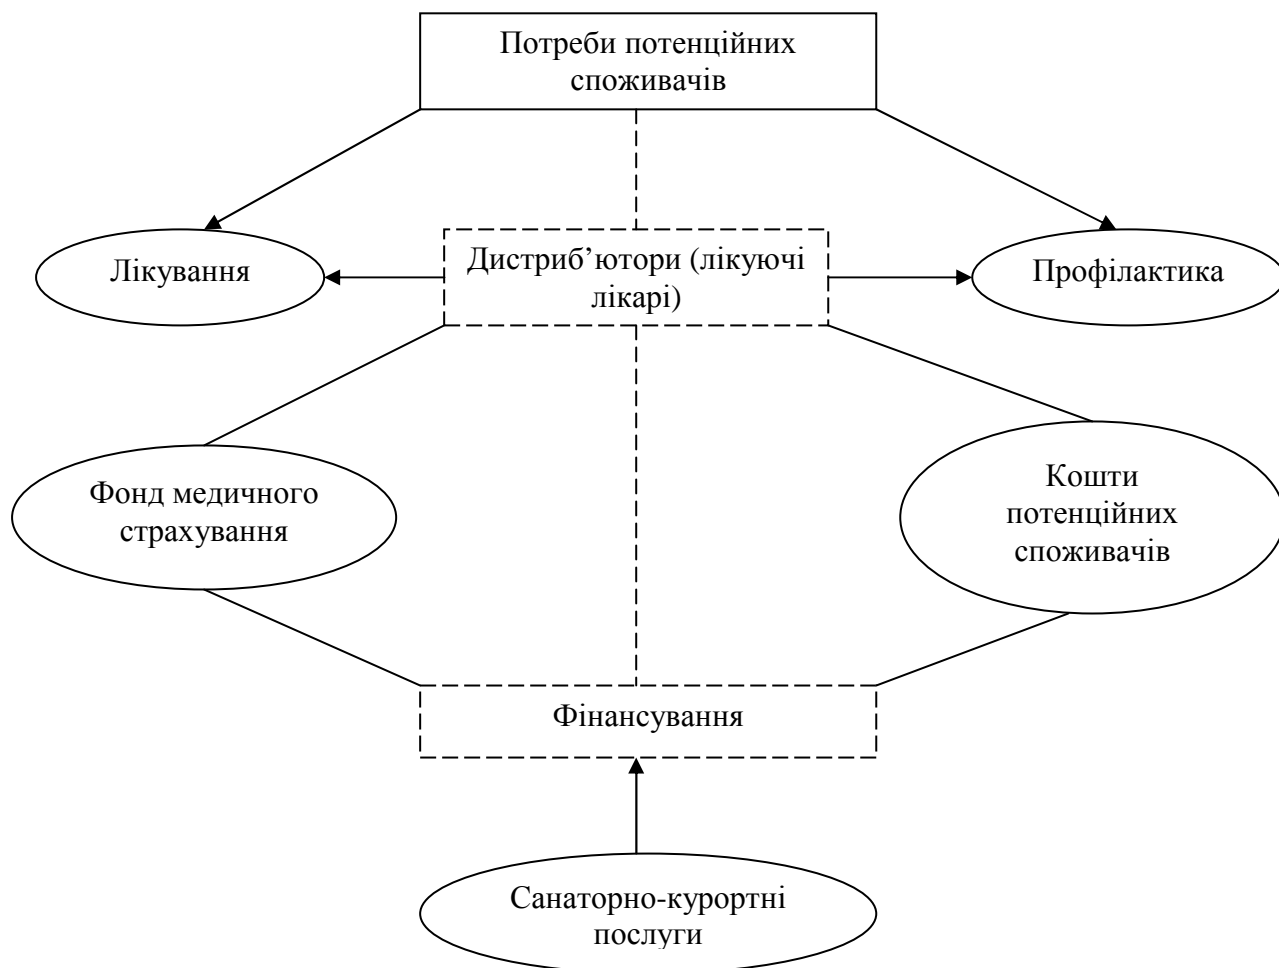 Потреби потенційних
споживачів
Лікування
Дистриб’ютори (лікуючі
лікарі)
Профілактика
Фонд медичного
страхування
Кошти
потенційних
споживачів
Фінансування
Санаторно-курортні
послуги